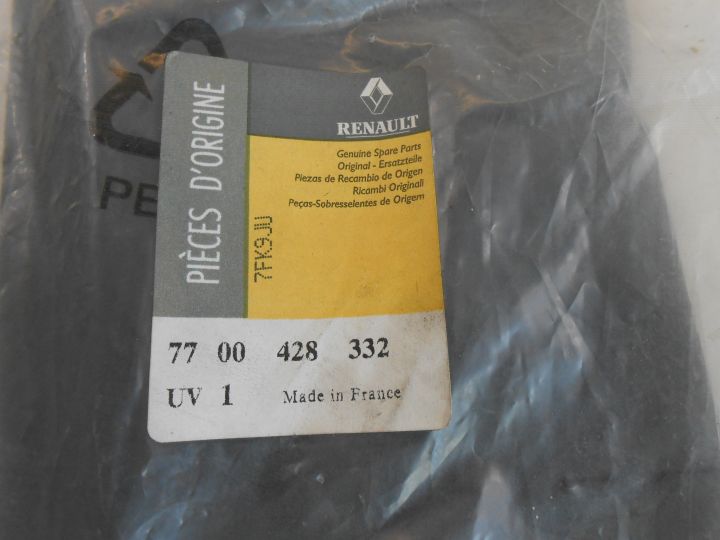 PE
PIÈCES D'ORIGINE
RENAULT
Genuine Spare Parts
Original - Ersatzteile
Piezas de Recambio de Origen
Ricambi Originali
Peças-Sobresselentes de Origem
7FK9JU
77 00 428 332
UV 1 Made in France